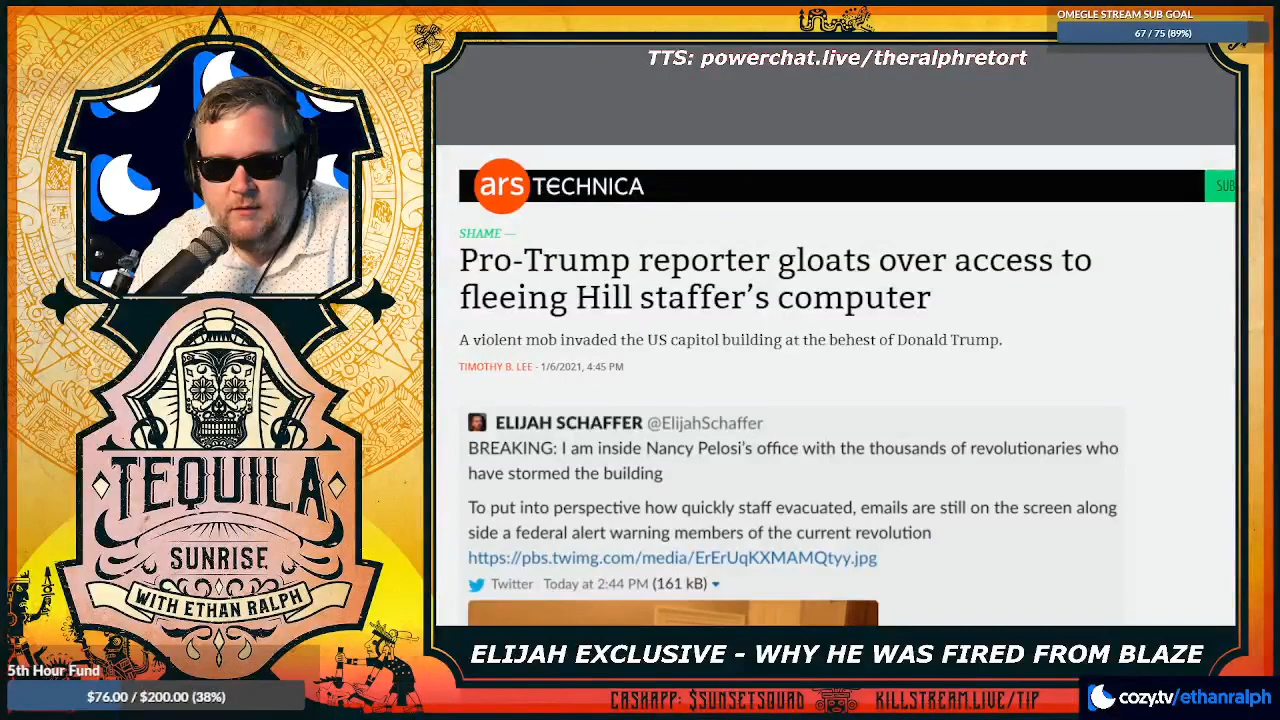 OMEGLE STREAM SUB GOAL
67 / 75 (89%)
TTS: powerchat.live/theralphretort
ars TECHNICA
SUB
SHAME —
Pro-Trump reporter gloats over access to
fleeing Hill staffer’s computer
A violent mob invaded the US capitol building at the behest of Donald Trump.
TIMOTHY B. LEE - 1/6/2021, 4:45 PM
ELIJAH SCHAFFER @ElijahSchaffer
BREAKING: I am inside Nancy Pelosi’s office with the thousands of revolutionaries who
have stormed the building
To put into perspective how quickly staff evacuated, emails are still on the screen along
side a federal alert warning members of the current revolution
https://pbs.twimg.com/media/ErErUqKXMAMQtyy.jpg
Twitter Today at 2:44 PM (161 kB)
TEQUILA
SUNRISE
WITH ETHAN RALPH
5th Hour Fund
$76.00 / $200.00 (38%)
ELIJAH EXCLUSIVE - WHY HE WAS FIRED FROM BLAZE
CASHAPP: $SUNSETSQUAD
KILLSTREAM.LIVE/TIP
cozy.tv/ethanralph